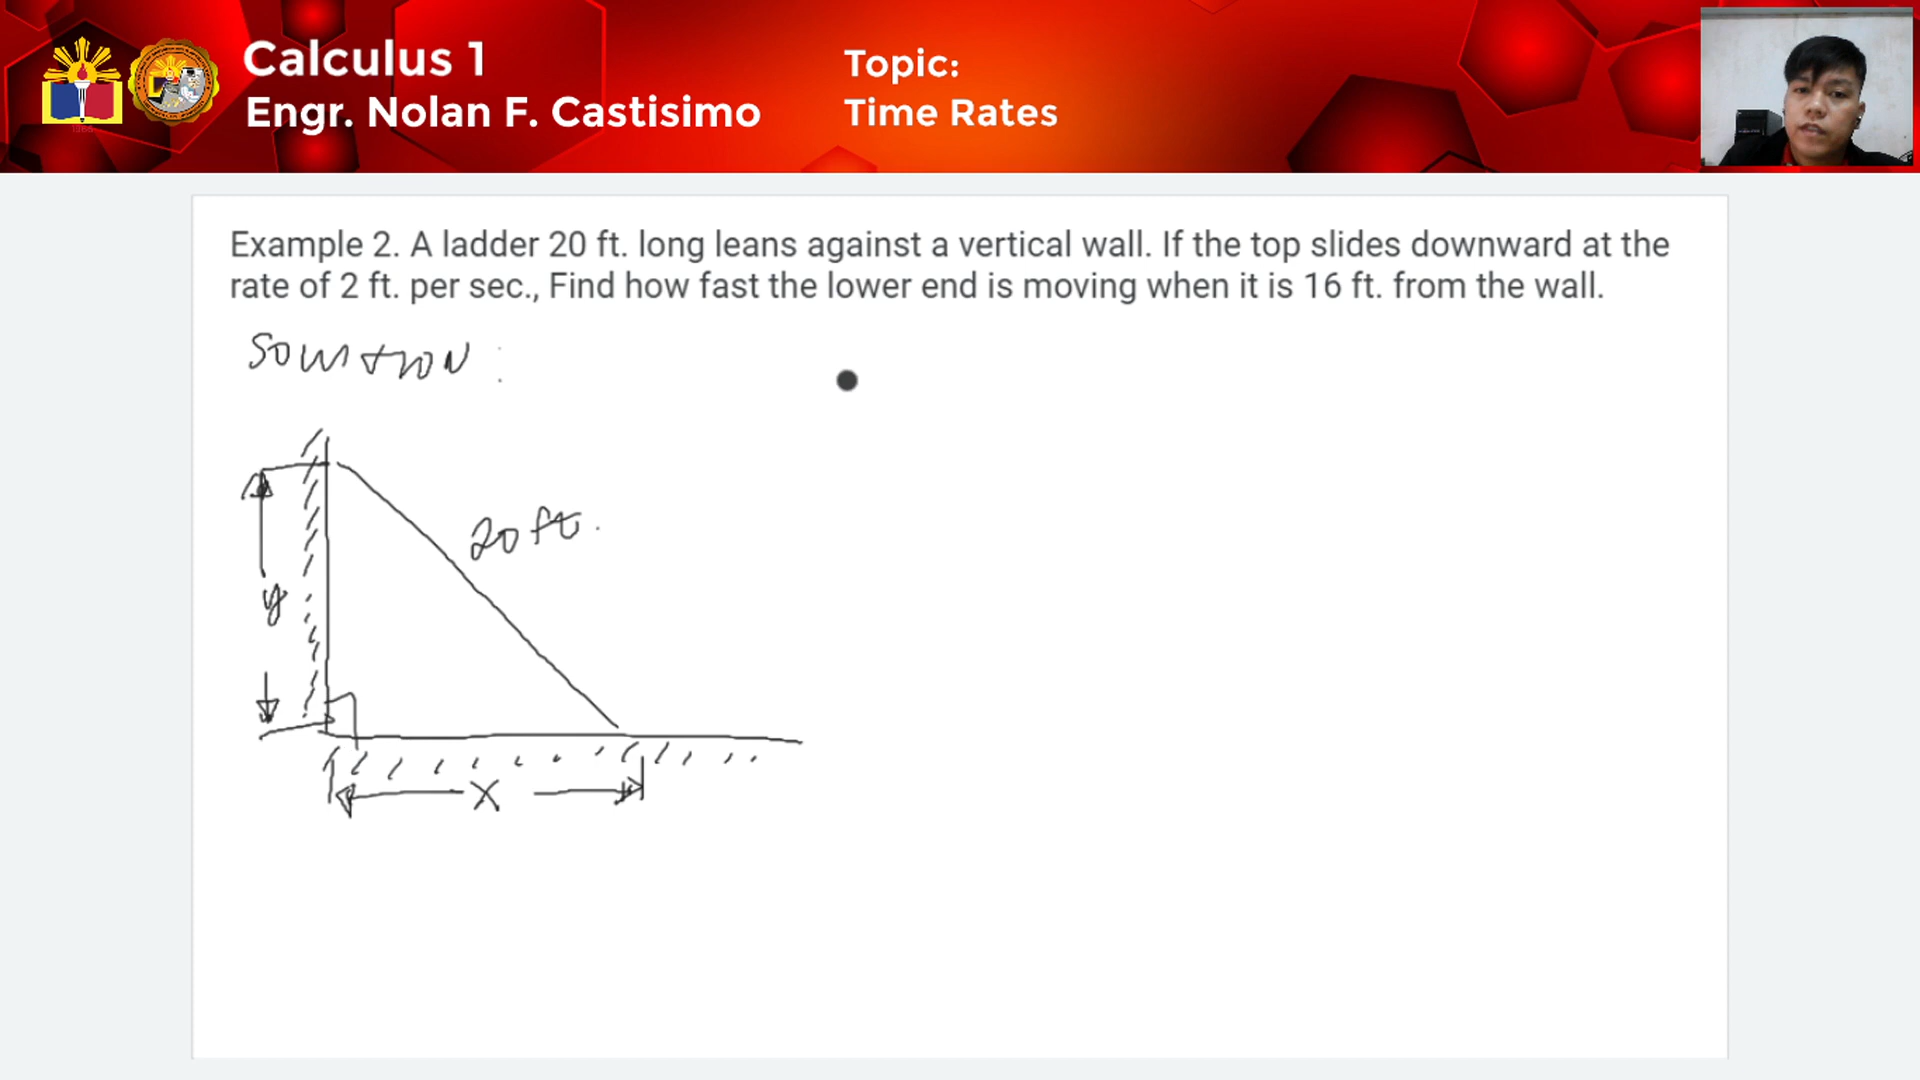 Calculus 1
Engr. Nolan F. Castisimo
Topic:
Time Rates
Example 2. A ladder 20 ft. long leans against a vertical wall. If the top slides downward at the
rate of 2 ft. per sec., Find how fast the lower end is moving when it is 16 ft. from the wall.
SOLUTION :
20 ft.
y
x